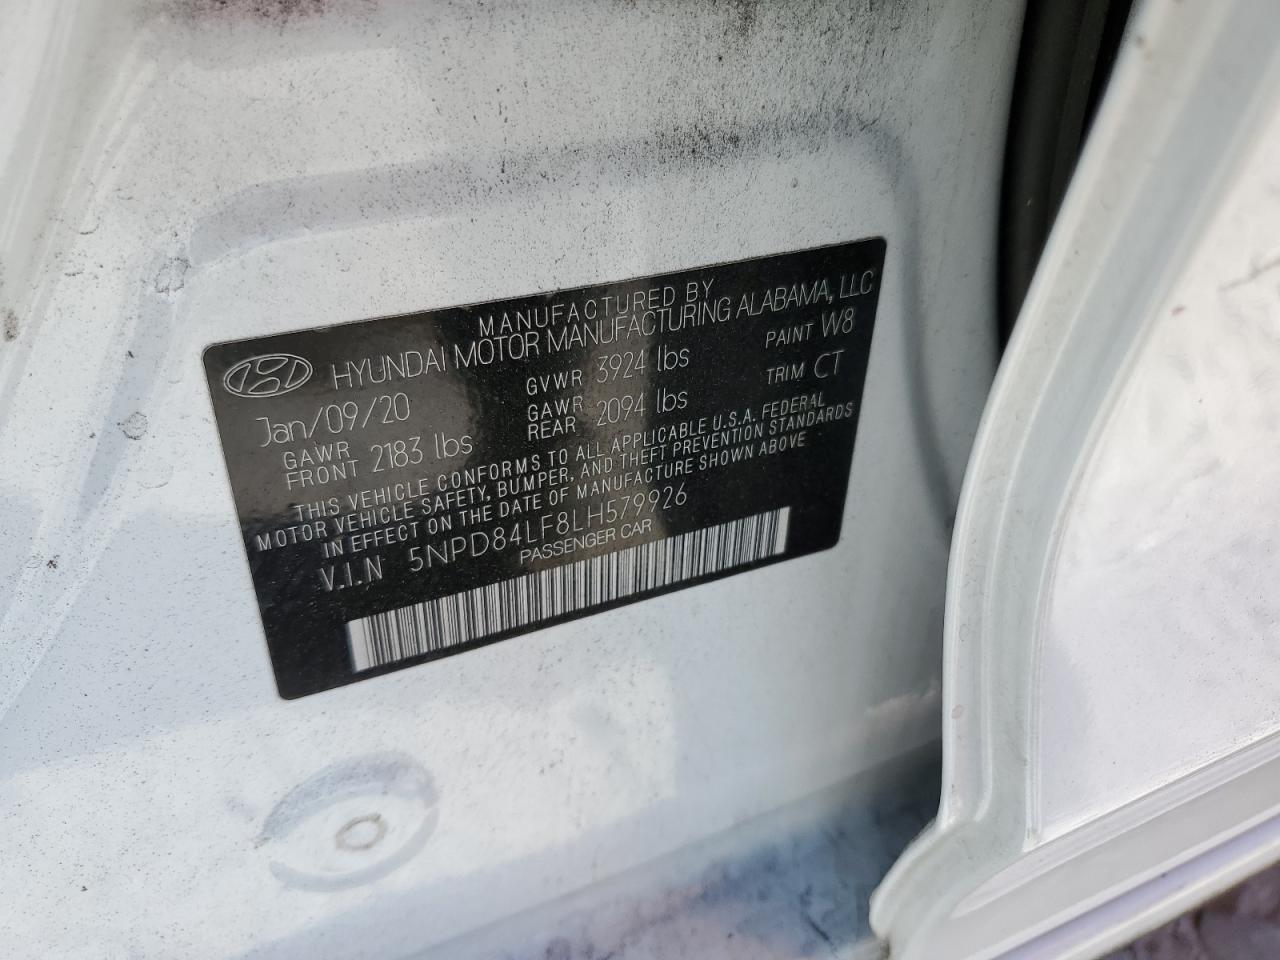 MANUFACTURED BY
HYUNDAI MOTOR MANUFACTURING ALABAMA, LLC
Jan/09/20 GVWR 3924 lbs PAINT W8
GAWR FRONT 2183 lbs GAWR REAR 2094 lbs TRIM CT
THIS VEHICLE CONFORMS TO ALL APPLICABLE U.S.A. FEDERAL
MOTOR VEHICLE SAFETY, BUMPER, AND THEFT PREVENTION STANDARDS
IN EFFECT ON THE DATE OF MANUFACTURE SHOWN ABOVE
V.I.N 5NPD84LF8LH579926
PASSENGER CAR